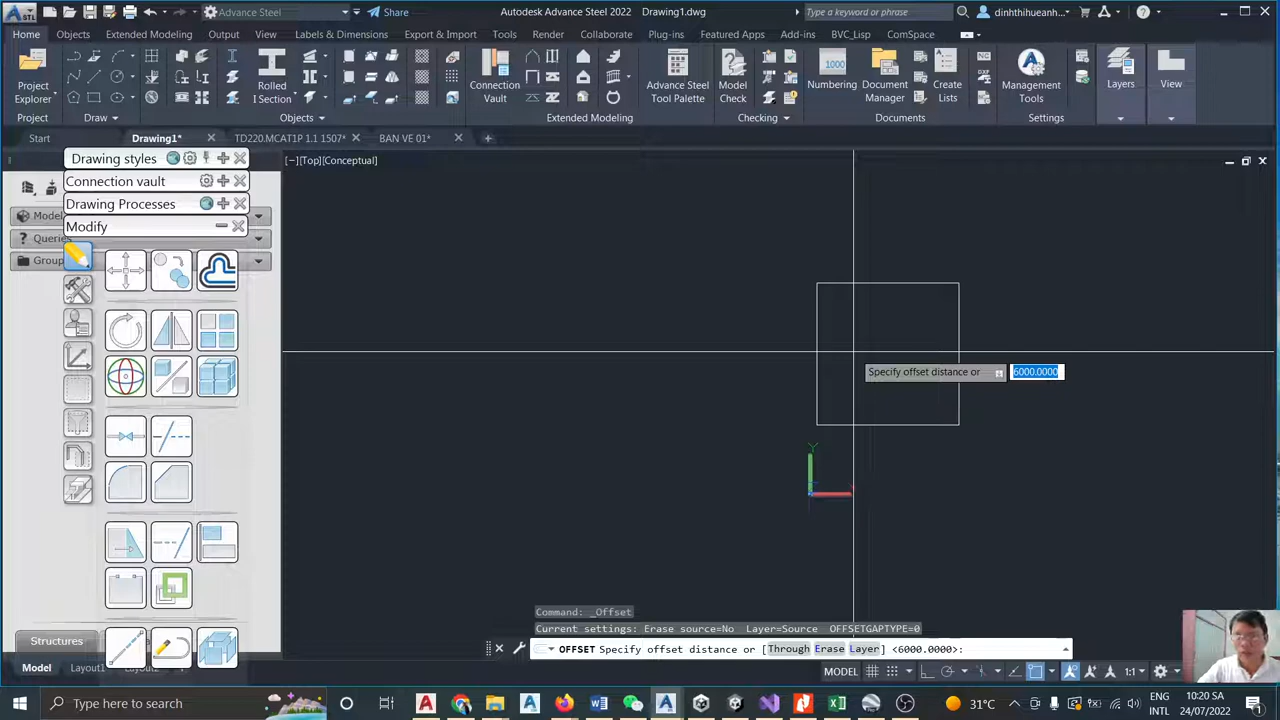 Advance Steel
Share
Autodesk Advance Steel 2022 Drawing1.dwg
Type a keyword or phrase
dinhthihueanh...
Home
Objects
Extended Modeling
Output
View
Labels & Dimensions
Export & Import
Tools
Render
Collaborate
Plug-ins
Featured Apps
Add-ins
BVC_Lisp
ComSpace
Project Explorer
Rolled I Section
Connection Vault
Advance Steel Tool Palette
Model Check
1000
Numbering
Document Manager
Create Lists
Management Tools
Layers
View
Project
Draw
Objects
Extended Modeling
Checking
Documents
Settings
Start
Drawing1*
TD220.MCAT1P 1.1 1507*
BAN VE 01*
Drawing styles
[−][Top][Conceptual]
Connection vault
Drawing Processes
Model
Modify
Queries
Group
Specify offset distance or
6000.0000
Y
Command: _Offset
Current settings: Erase source=No Layer=Source OFFSETGAPTYPE=0
OFFSET Specify offset distance or [Through Erase Layer] <6000.0000>:
Structures
Model
Layout1
MODEL
1:1
Type here to search
31°C
ENG
INTL
10:20 SA
24/07/2022